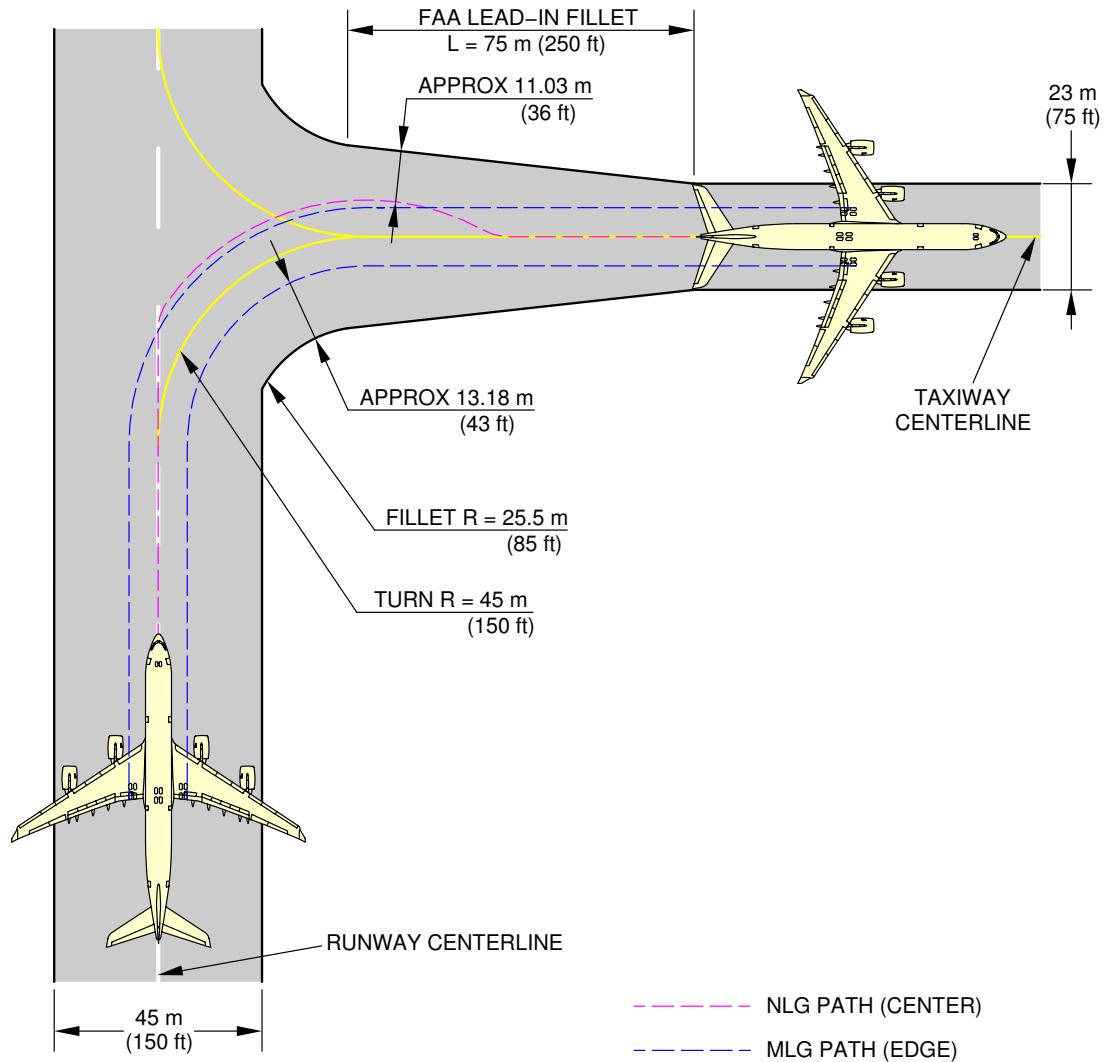 FAA LEAD−IN FILLET
L = 75 m (250 ft)
APPROX 11.03 m
(36 ft)
23 m
(75 ft)
APPROX 13.18 m
(43 ft)
TAXIWAY
CENTERLINE
FILLET R = 25.5 m
(85 ft)
TURN R = 45 m
(150 ft)
RUNWAY CENTERLINE
45 m
(150 ft)
NLG PATH (CENTER)
MLG PATH (EDGE)